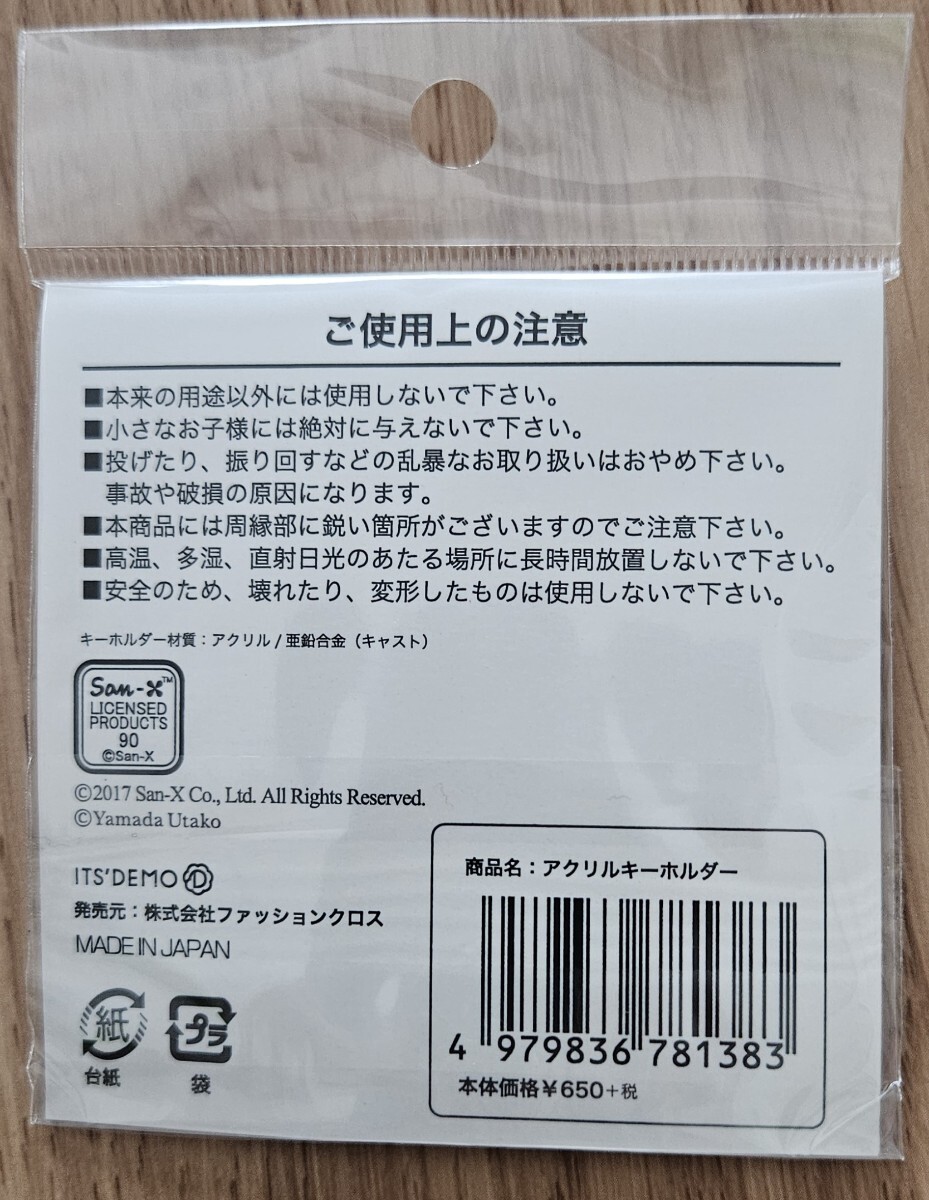 ご使用上の注意
■本来の用途以外には使用しないで下さい。
■小さなお子様には絶対に与えないで下さい。
■投げたり、振り回すなどの乱暴なお取り扱いはおやめ下さい。
事故や破損の原因になります。
■本商品には周縁部に鋭い箇所がございますのでご注意下さい。
■高温、多湿、直射日光のあたる場所に長時間放置しないで下さい。
■安全のため、壊れたり、変形したものは使用しないで下さい。
キーホルダー材質：アクリル / 亜鉛合金（キャスト）
San-X™
LICENSED
PRODUCTS
90
©San-X
©2017 San-X Co., Ltd. All Rights Reserved.
©Yamada Utako
ITS'DEMO D
発売元：株式会社ファッションクロス
MADE IN JAPAN
紙
台紙
プラ
袋
商品名：アクリルキーホルダー
4 979836 781383
本体価格￥650+税